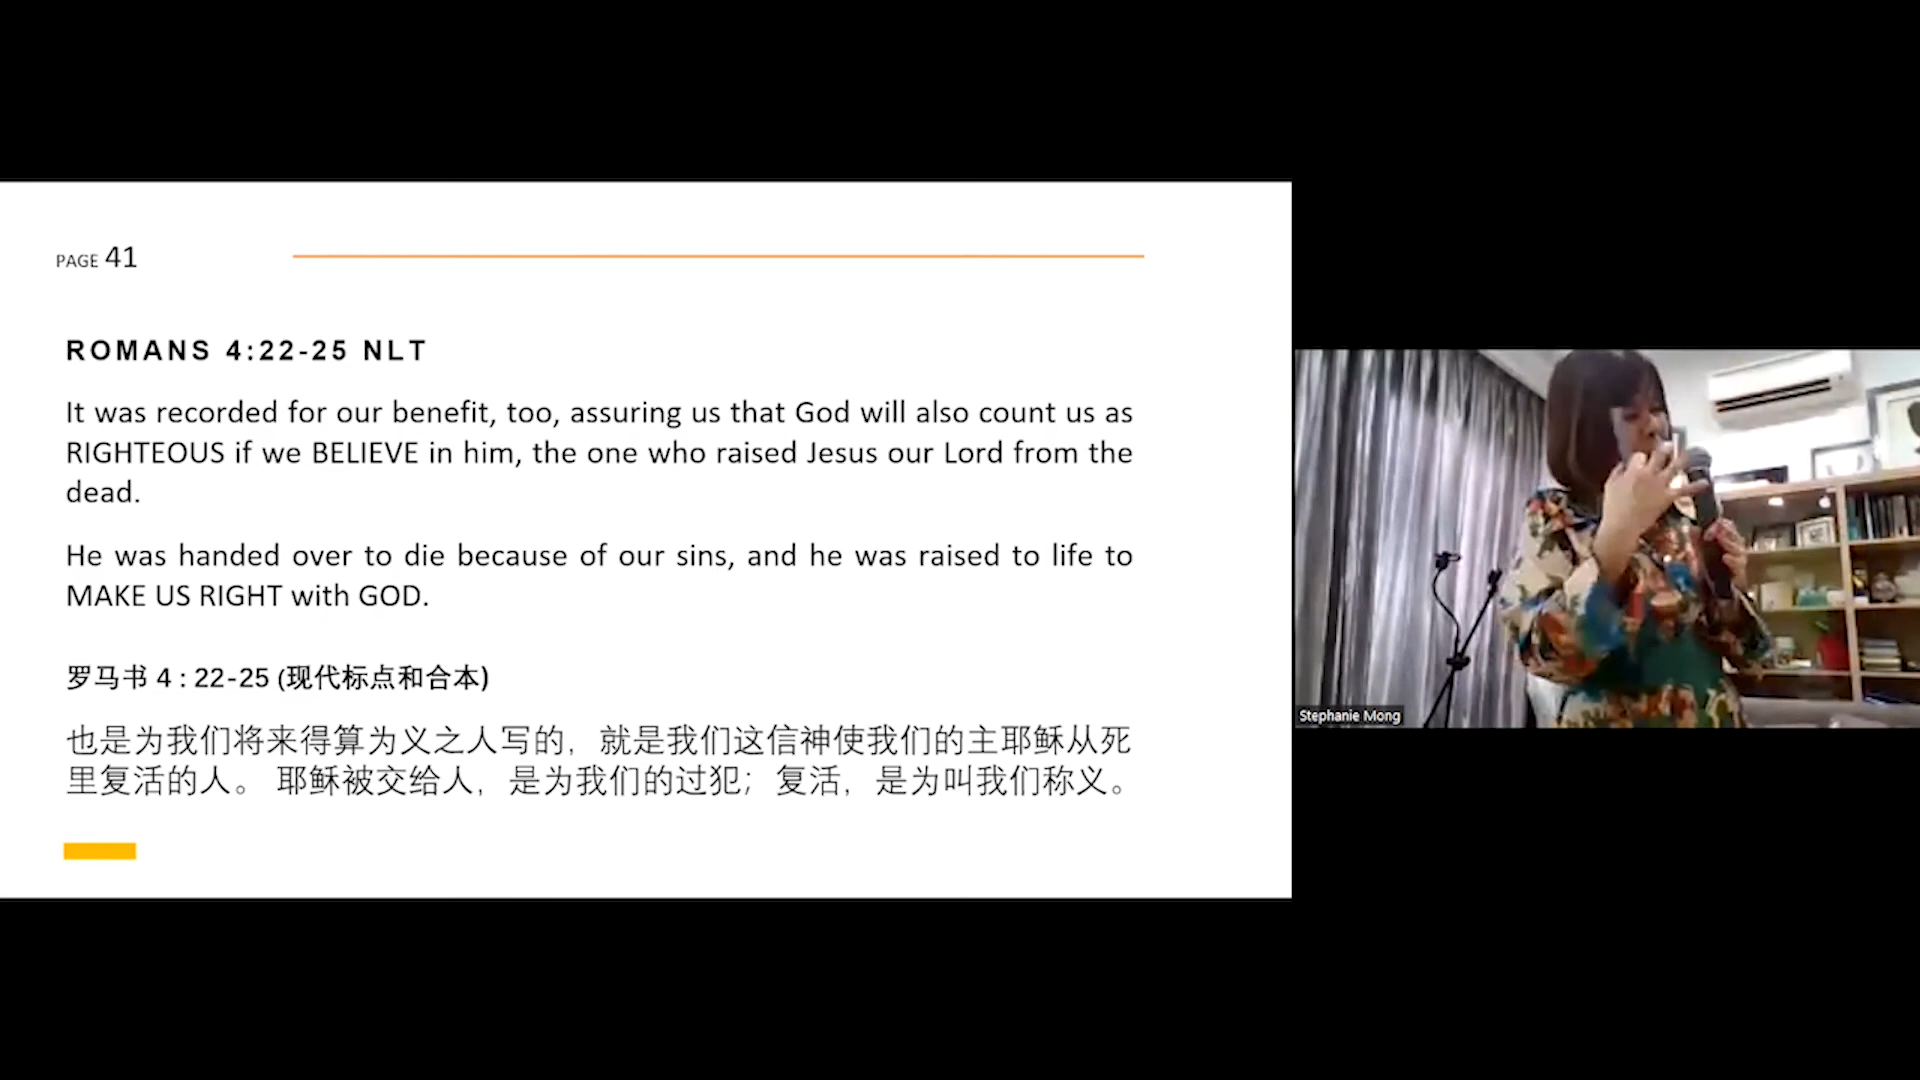 PAGE 41
ROMANS 4:22-25 NLT
It was recorded for our benefit, too, assuring us that God will also count us as
RIGHTEOUS if we BELIEVE in him, the one who raised Jesus our Lord from the
dead.
He was handed over to die because of our sins, and he was raised to life to
MAKE US RIGHT with GOD.
罗马书 4 : 22-25 (现代标点和合本)
也是为我们将来得算为义之人写的，就是我们这信神使我们的主耶稣从死
里复活的人。 耶稣被交给人，是为我们的过犯；复活，是为叫我们称义。
Stephanie Mong